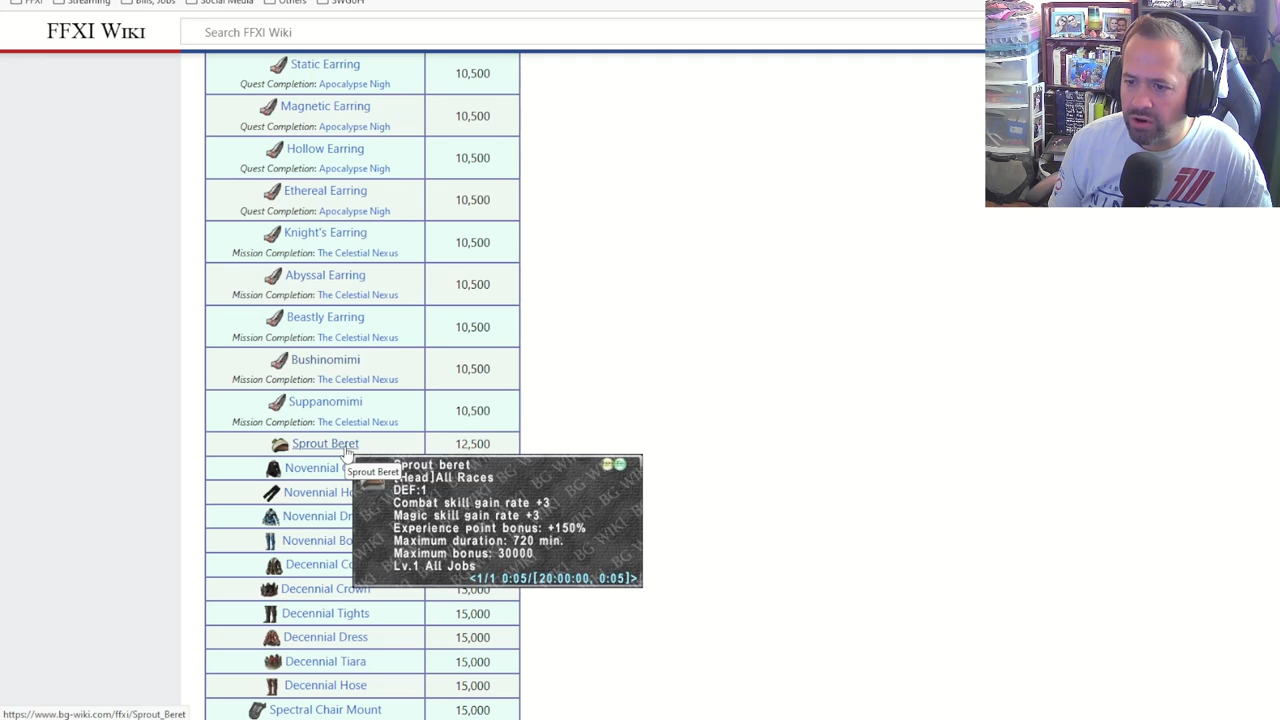 FFXI
Streaming
Bills, Jobs
Social Media
Others
SWGoH
FFXI WIKI
Search FFXI Wiki
Static Earring
Quest Completion: Apocalypse Nigh
10,500
Magnetic Earring
Quest Completion: Apocalypse Nigh
10,500
Hollow Earring
Quest Completion: Apocalypse Nigh
10,500
Ethereal Earring
Quest Completion: Apocalypse Nigh
10,500
Knight's Earring
Mission Completion: The Celestial Nexus
10,500
Abyssal Earring
Mission Completion: The Celestial Nexus
10,500
Beastly Earring
Mission Completion: The Celestial Nexus
10,500
Bushinomimi
Mission Completion: The Celestial Nexus
10,500
Suppanomimi
Mission Completion: The Celestial Nexus
10,500
Sprout Beret 12,500
Sprout Beret
Sprout beret
[Head]All Races
DEF:1
Combat skill gain rate +3
Magic skill gain rate +3
Experience point bonus: +150%
Maximum duration: 720 min.
Maximum bonus: 30000
Lv.1 All Jobs
<1/1 0:05/[20:00:00, 0:05]>
Novennial
Novennial
Novennial
Novennial
Decennial
Decennial Crown 15,000
Decennial Tights 15,000
Decennial Dress 15,000
Decennial Tiara 15,000
Decennial Hose 15,000
Spectral Chair Mount 15,000
https://www.bg-wiki.com/ffxi/Sprout_Beret